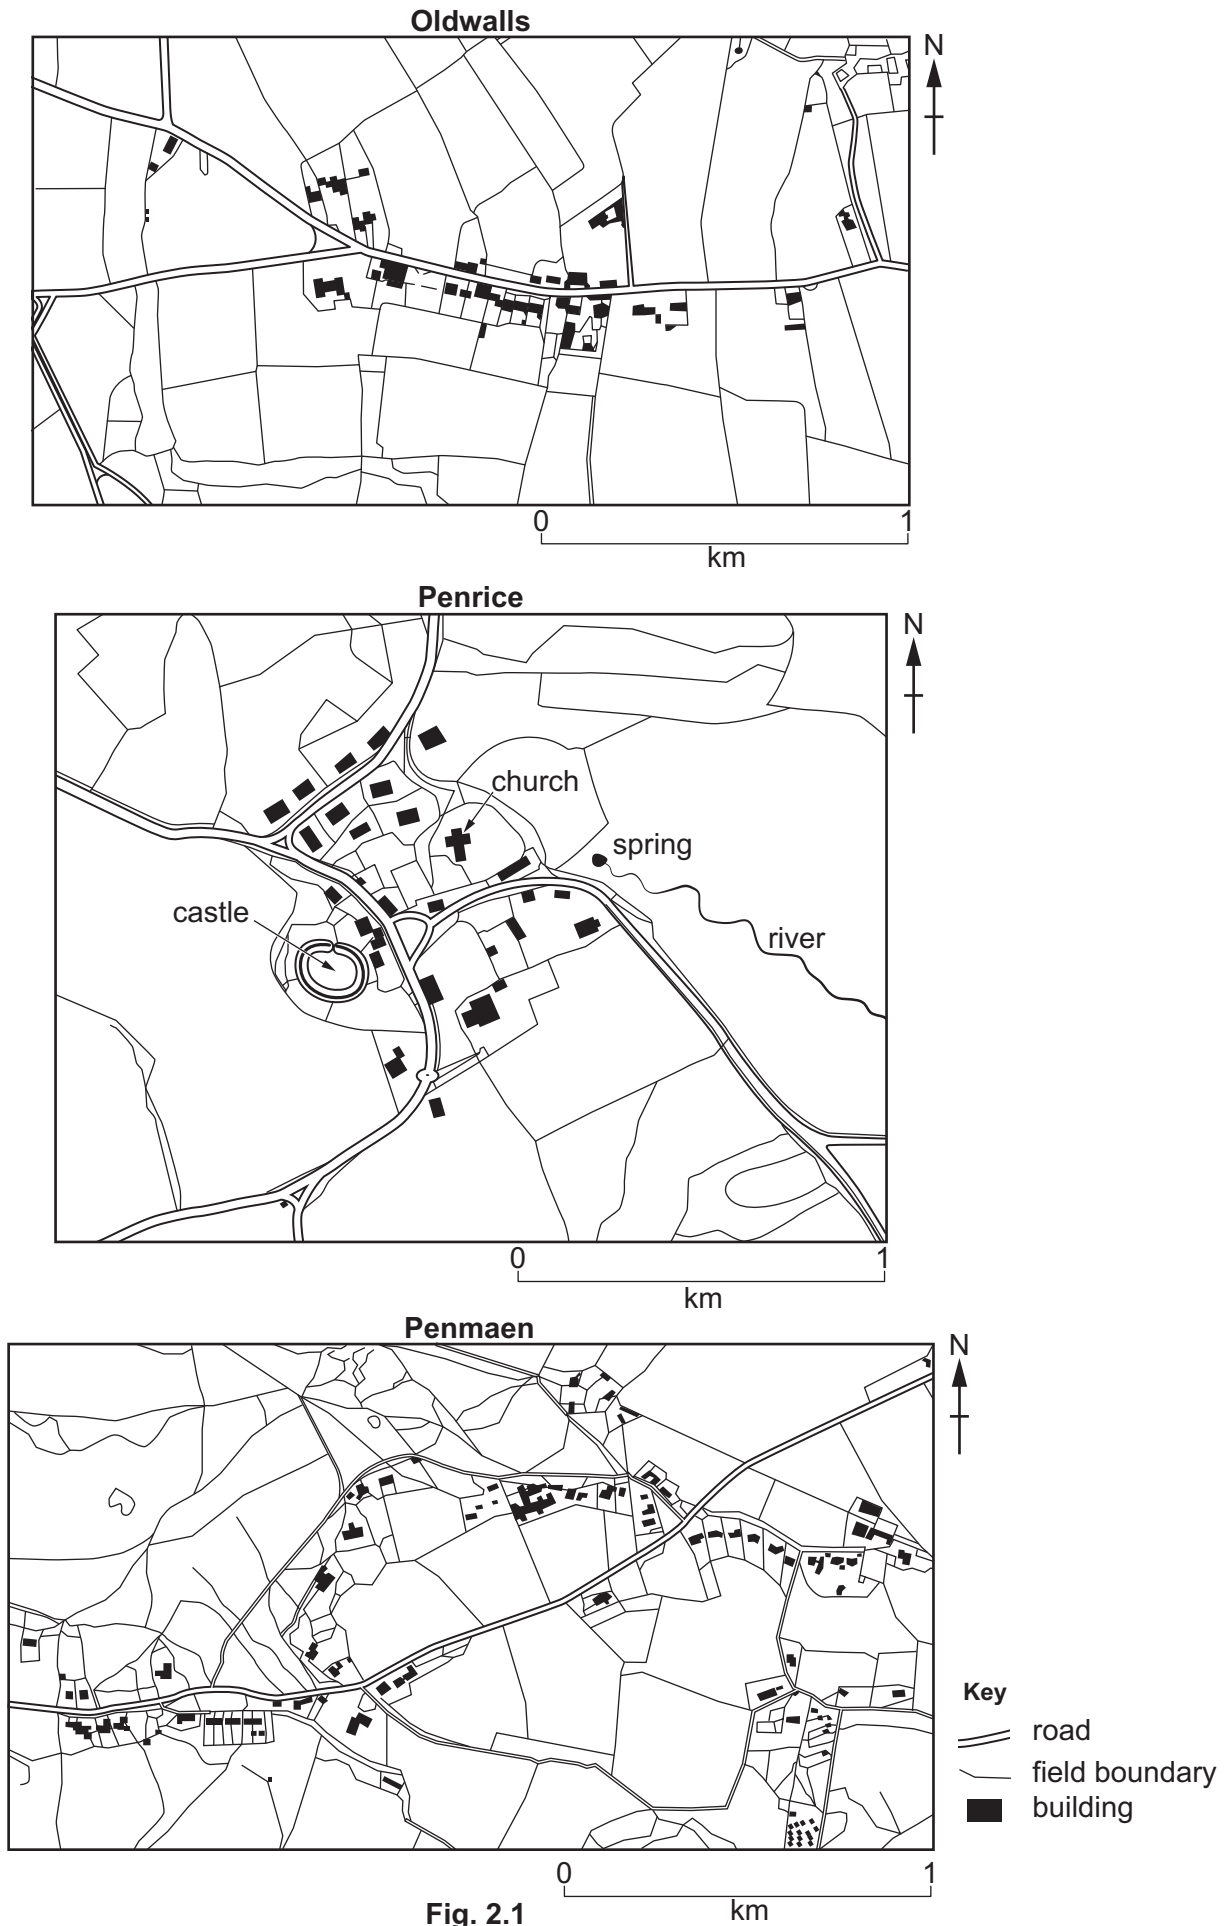 Oldwalls
N
0 1
km
Penrice
N
church
spring
castle
river
0 1
km
Penmaen
N
Key
road
field boundary
building
0 1
km
Fig. 2.1